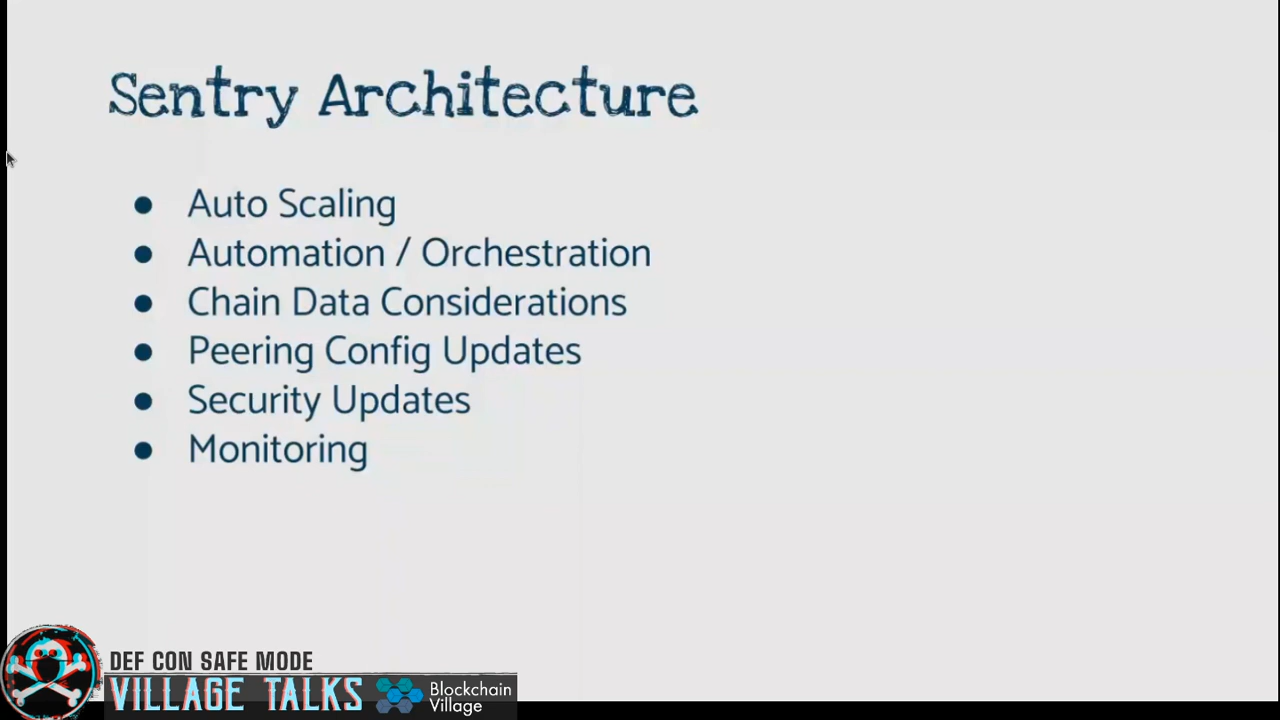 Sentry Architecture
● Auto Scaling
● Automation / Orchestration
● Chain Data Considerations
● Peering Config Updates
● Security Updates
● Monitoring
DEF CON SAFE MODE
VILLAGE TALKS
Blockchain
Village